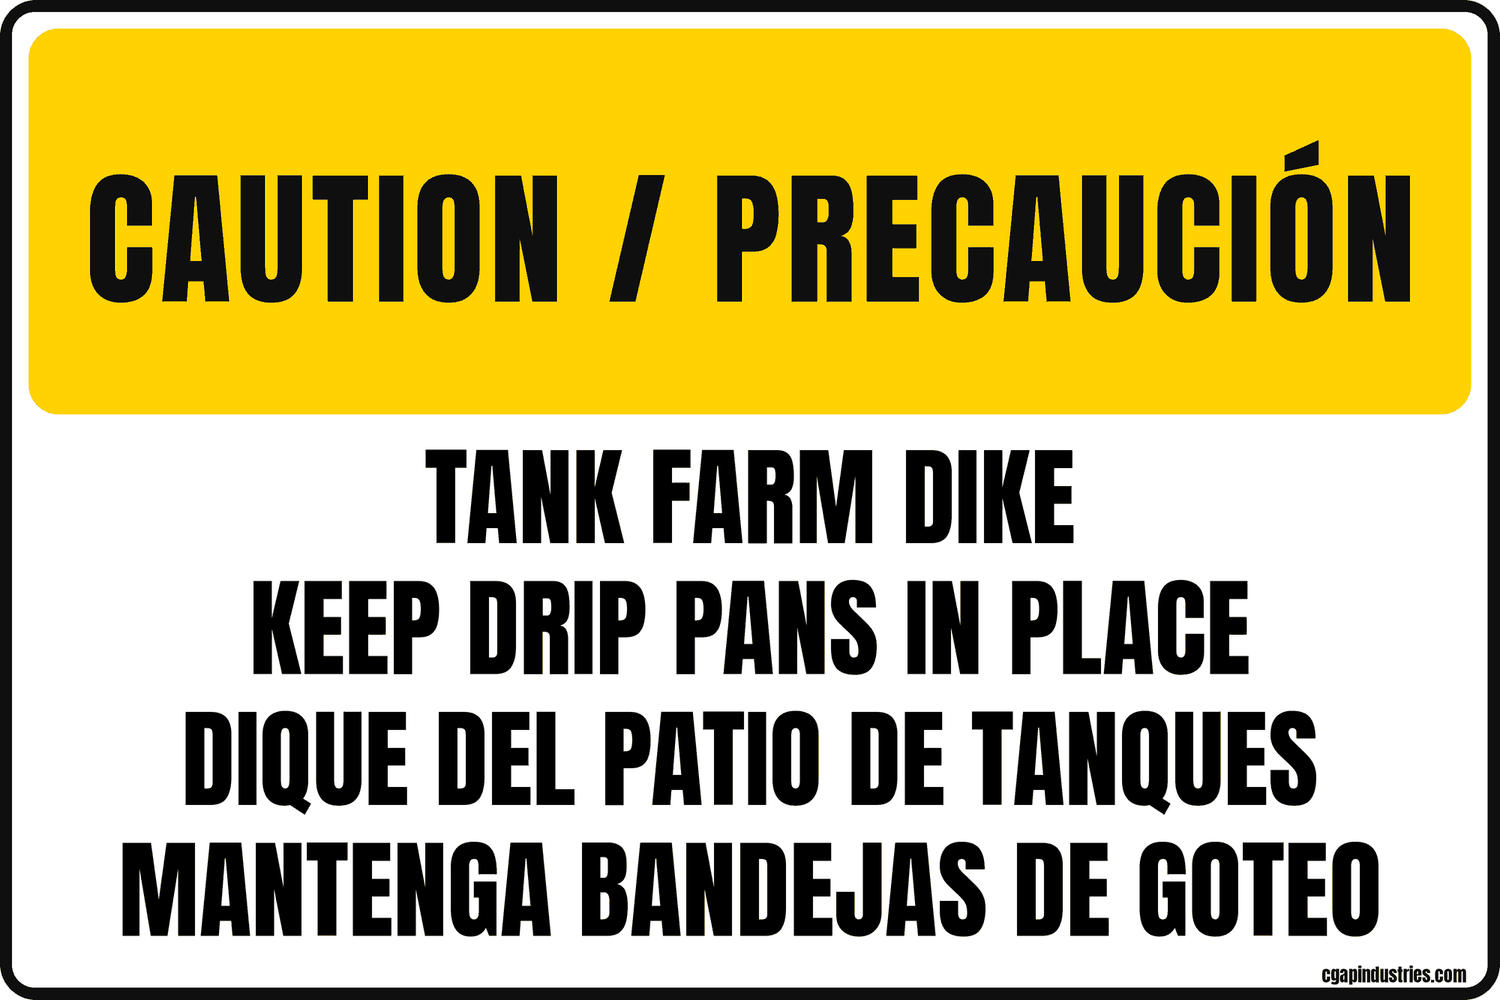 CAUTION / PRECAUCIÓN
TANK FARM DIKE
KEEP DRIP PANS IN PLACE
DIQUE DEL PATIO DE TANQUES
MANTENGA BANDEJAS DE GOTEO
cgapindustries.com